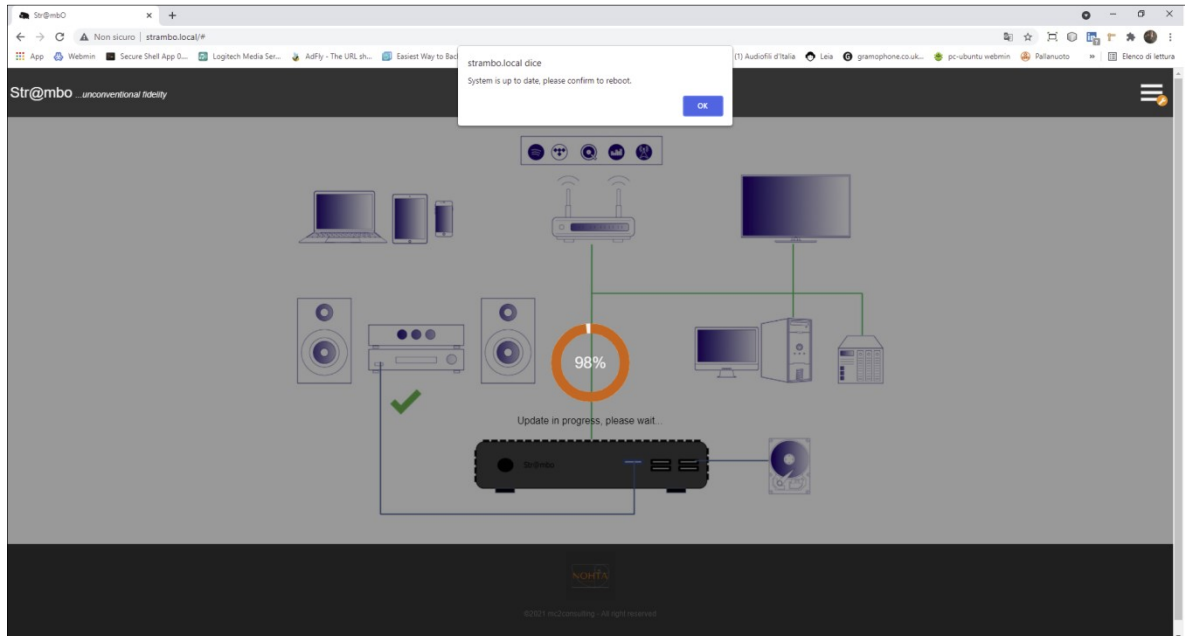 Str@mbO
Non sicuro | strambo.local/#
App
Webmin
Secure Shell App 0...
Logitech Media Ser...
AdFly - The URL sh...
Easiest Way to Bac
(1) Audiofili d'Italia
Leia
gramophone.co.uk...
pc-ubuntu webmin
Pallanuoto
»
Elenco di lettura
strambo.local dice
System is up to date, please confirm to reboot.
OK
Str@mbo ...unconventional fidelity
98%
Update in progress, please wait...
Str@mbo
NOHTA
©2021 mc2consulting - All right reserved